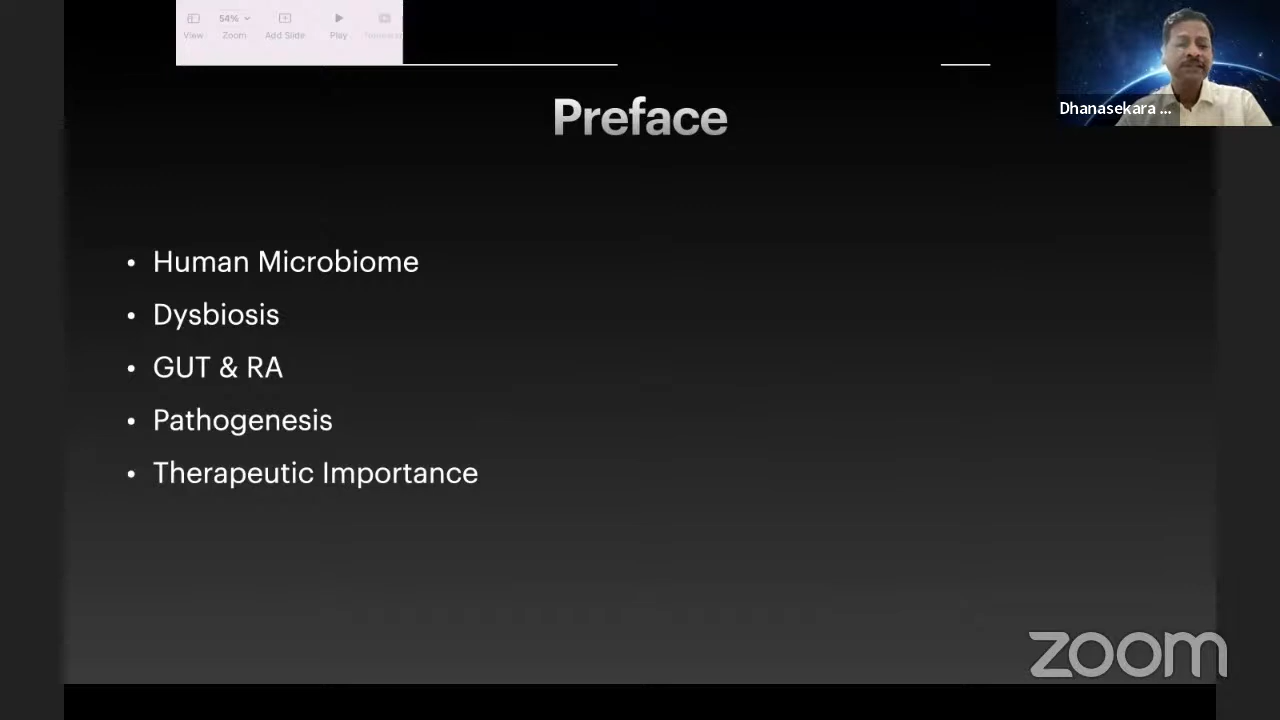 View
54%
Zoom
Add Slide
Play
Dhanasekara ...
Preface
• Human Microbiome
• Dysbiosis
• GUT & RA
• Pathogenesis
• Therapeutic Importance
zoom